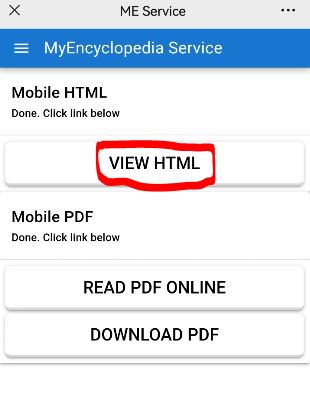 ME Service
MyEncyclopedia Service
Mobile HTML
Done. Click link below
VIEW HTML
Mobile PDF
Done. Click link below
READ PDF ONLINE
DOWNLOAD PDF